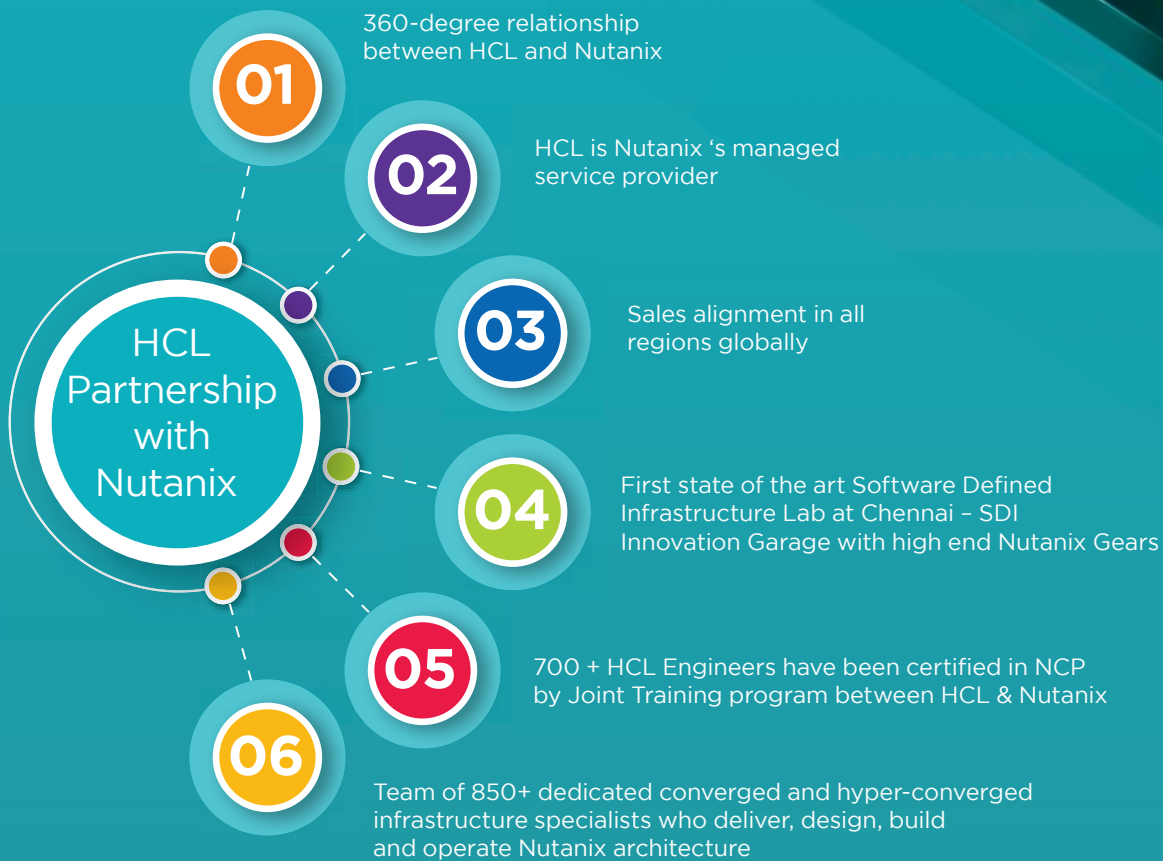 360-degree relationship
between HCL and Nutanix
01
02
HCL is Nutanix ‘s managed
service provider
03
Sales alignment in all
regions globally
HCL
Partnership
with
Nutanix
04
First state of the art Software Defined
Infrastructure Lab at Chennai – SDI
Innovation Garage with high end Nutanix Gears
05
700 + HCL Engineers have been certified in NCP
by Joint Training program between HCL & Nutanix
06
Team of 850+ dedicated converged and hyper-converged
infrastructure specialists who deliver, design, build
and operate Nutanix architecture